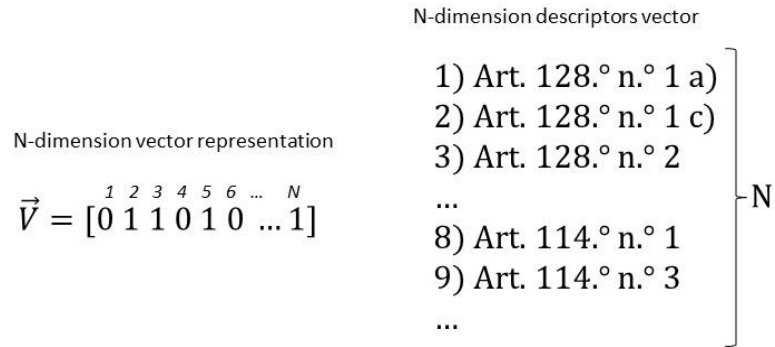 N-dimension descriptors vector
1) Art. 128.º n.º 1 a)
2) Art. 128.º n.º 1 c)
3) Art. 128.º n.º 2
...
8) Art. 114.º n.º 1
9) Art. 114.º n.º 3
...
N
N-dimension vector representation
1 2 3 4 5 6 ... N
V⃗ = [0 1 1 0 1 0 ... 1]